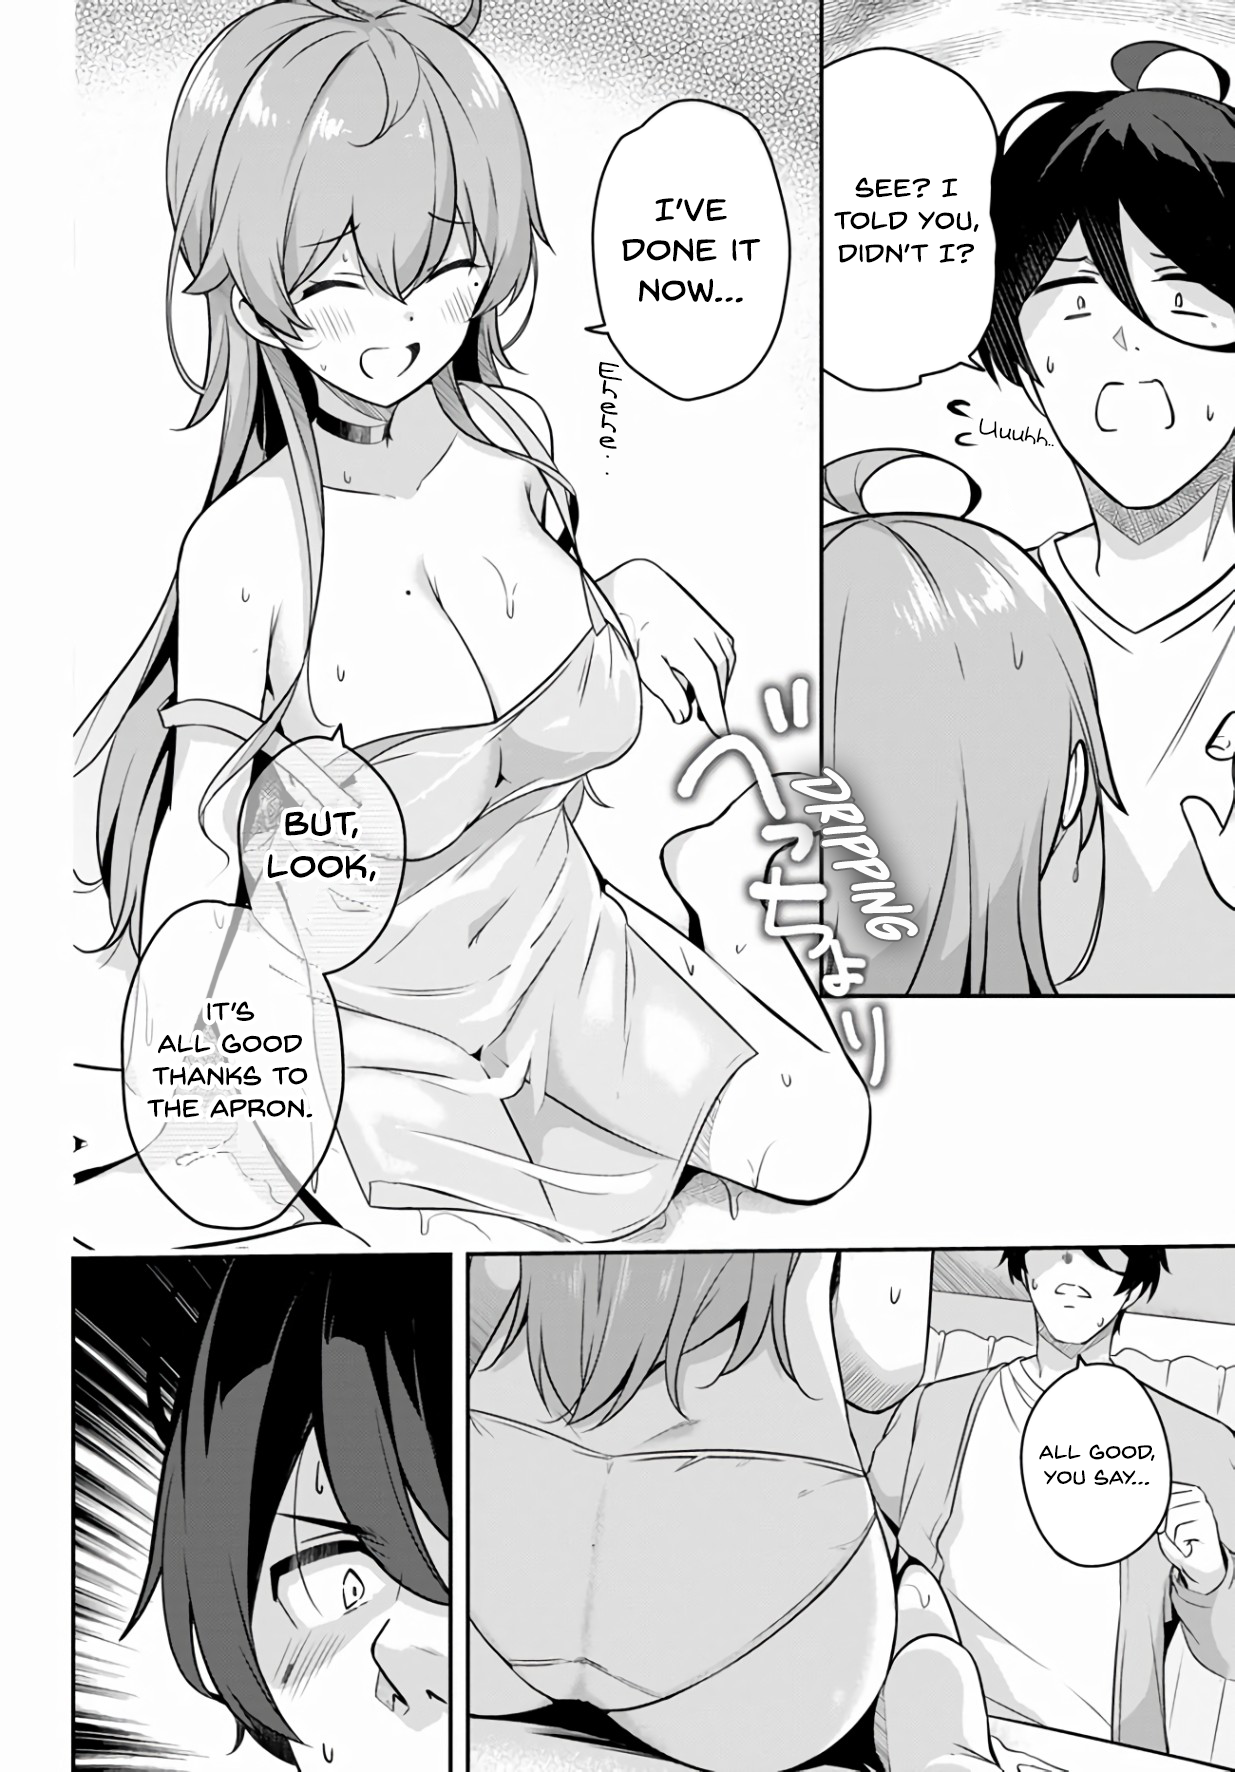 SEE? I
TOLD YOU,
DIDN'T I?
Uuuhh..
I'VE
DONE IT
NOW...
Ehehe..
べっちょり
DRIPPING
BUT,
LOOK,
IT'S
ALL GOOD
THANKS TO
THE APRON.
ALL GOOD,
YOU SAY...